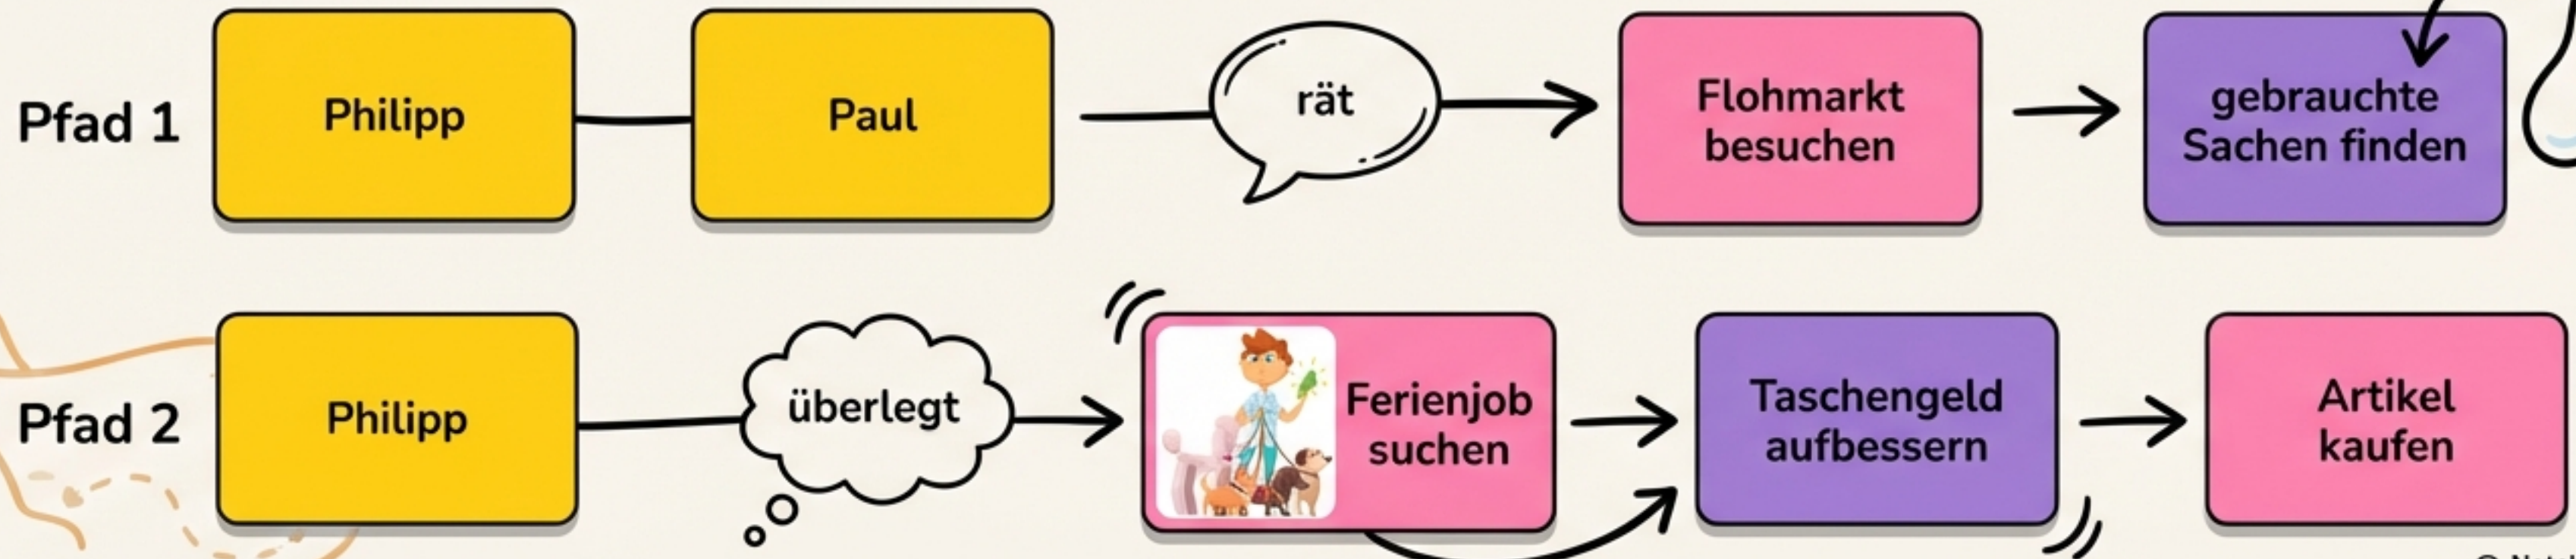 Pfad 1
Philipp
Paul
rät
Flohmarkt
besuchen
gebrauchte
Sachen finden
Pfad 2
Philipp
überlegt
Ferienjob
suchen
Taschengeld
aufbessern
Artikel
kaufen